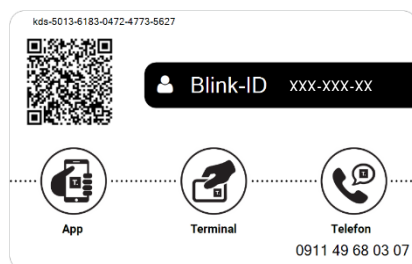 kds-5013-6183-0472-4773-5627
Blink-ID XXX-XXX-XX
App
Terminal
Telefon
0911 49 68 03 07